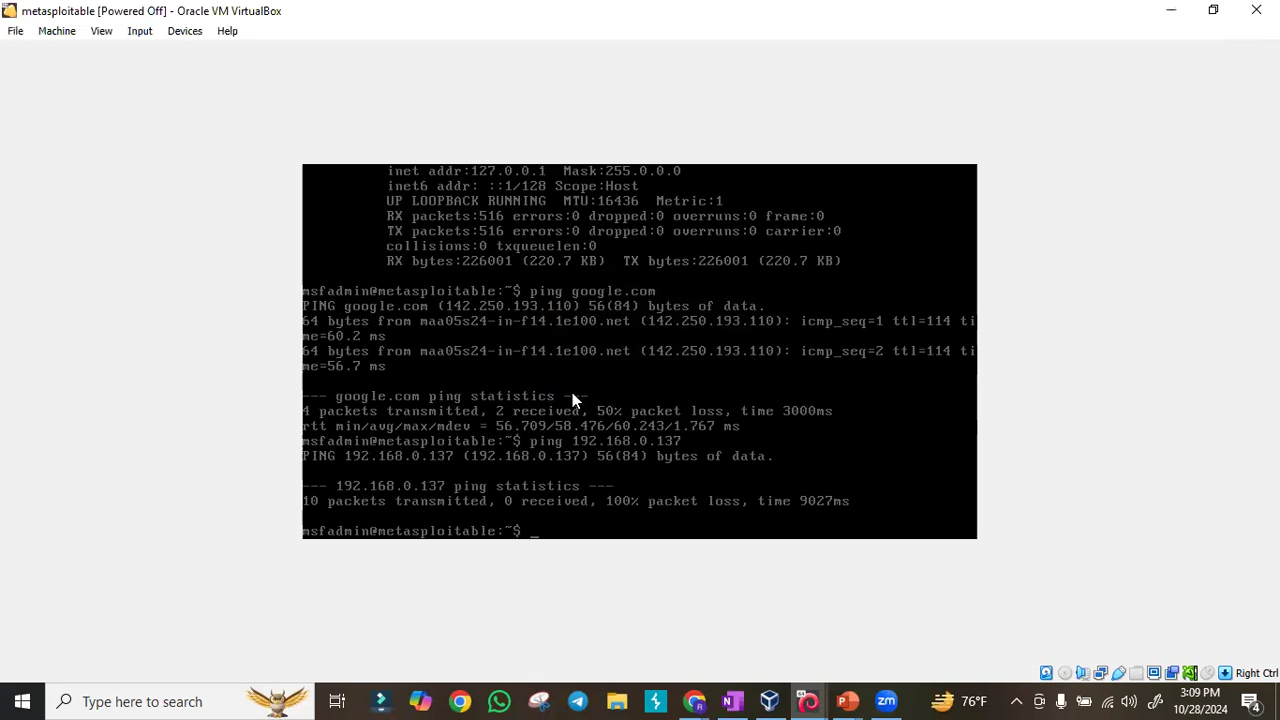 metasploitable [Powered Off] - Oracle VM VirtualBox
File Machine View Input Devices Help
inet addr:127.0.0.1  Mask:255.0.0.0
inet6 addr: ::1/128 Scope:Host
UP LOOPBACK RUNNING  MTU:16436  Metric:1
RX packets:516 errors:0 dropped:0 overruns:0 frame:0
TX packets:516 errors:0 dropped:0 overruns:0 carrier:0
collisions:0 txqueuelen:0
RX bytes:226001 (220.7 KB)  TX bytes:226001 (220.7 KB)
msfadmin@metasploitable:~$ ping google.com
PING google.com (142.250.193.110) 56(84) bytes of data.
64 bytes from maa05s24-in-f14.1e100.net (142.250.193.110): icmp_seq=1 ttl=114 ti
me=60.2 ms
64 bytes from maa05s24-in-f14.1e100.net (142.250.193.110): icmp_seq=2 ttl=114 ti
me=56.7 ms
--- google.com ping statistics ---
4 packets transmitted, 2 received, 50% packet loss, time 3000ms
rtt min/avg/max/mdev = 56.709/58.476/60.243/1.767 ms
msfadmin@metasploitable:~$ ping 192.168.0.137
PING 192.168.0.137 (192.168.0.137) 56(84) bytes of data.
--- 192.168.0.137 ping statistics ---
10 packets transmitted, 0 received, 100% packet loss, time 9027ms
msfadmin@metasploitable:~$ _
Right Ctrl
Type here to search
zm
76°F
3:09 PM
10/28/2024
4